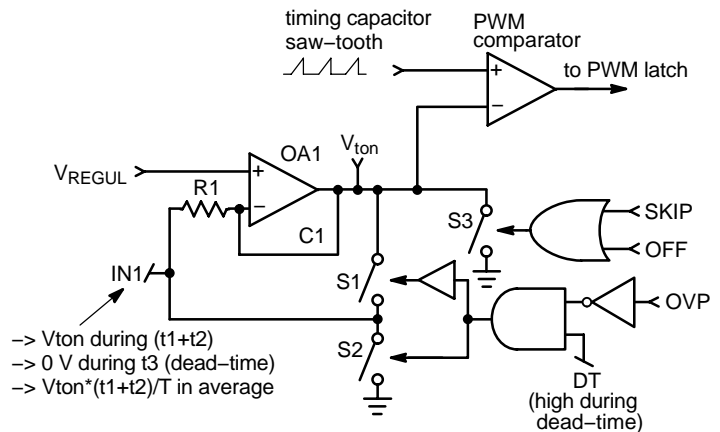 timing capacitor
saw−tooth
PWM
comparator
to PWM latch
+
−
Vton
OA1
VREGUL
+
−
R1
C1
S3
SKIP
OFF
IN1
S1
OVP
S2
DT
(high during
dead−time)
−> Vton during (t1+t2)
−> 0 V during t3 (dead−time)
−> Vton*(t1+t2)/T in average